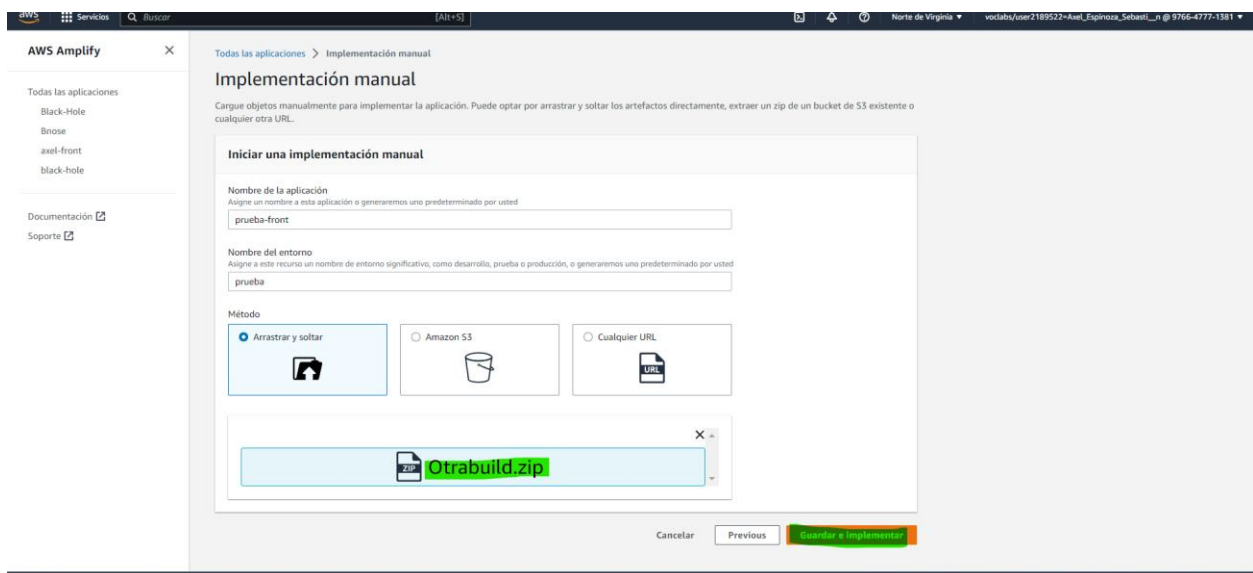 aws Servicios Buscar [Alt+S] Norte de Virginia voclabs/user2189522=Axel_Espinoza_Sebasti__n @ 9766-4777-1381
AWS Amplify
Todas las aplicaciones
Black-Hole
Bnose
axel-front
black-hole
Documentación
Soporte
Todas las aplicaciones > Implementación manual
Implementación manual
Cargue objetos manualmente para implementar la aplicación. Puede optar por arrastrar y soltar los artefactos directamente, extraer un zip de un bucket de S3 existente o
cualquier otra URL.
Iniciar una implementación manual
Nombre de la aplicación
Asigne un nombre a esta aplicación o generaremos uno predeterminado por usted
prueba-front
Nombre del entorno
Asigne a este recurso un nombre de entorno significativo, como desarrollo, prueba o producción, o generaremos uno predeterminado por usted
prueba
Método
Arrastrar y soltar Amazon S3 Cualquier URL
URL
ZIP Otrabuild.zip
Cancelar Previous Guardar e implementar